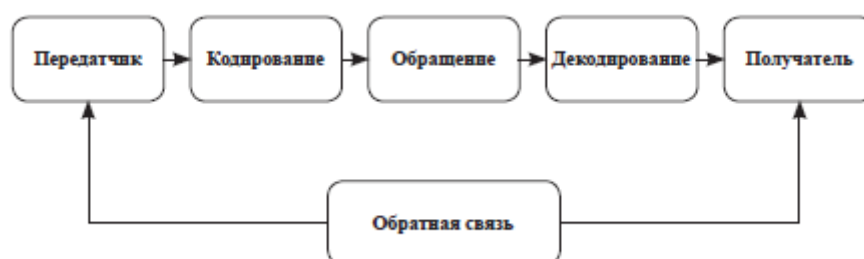 Передатчик
Кодирование
Обращение
Декодирование
Получатель
Обратная связь